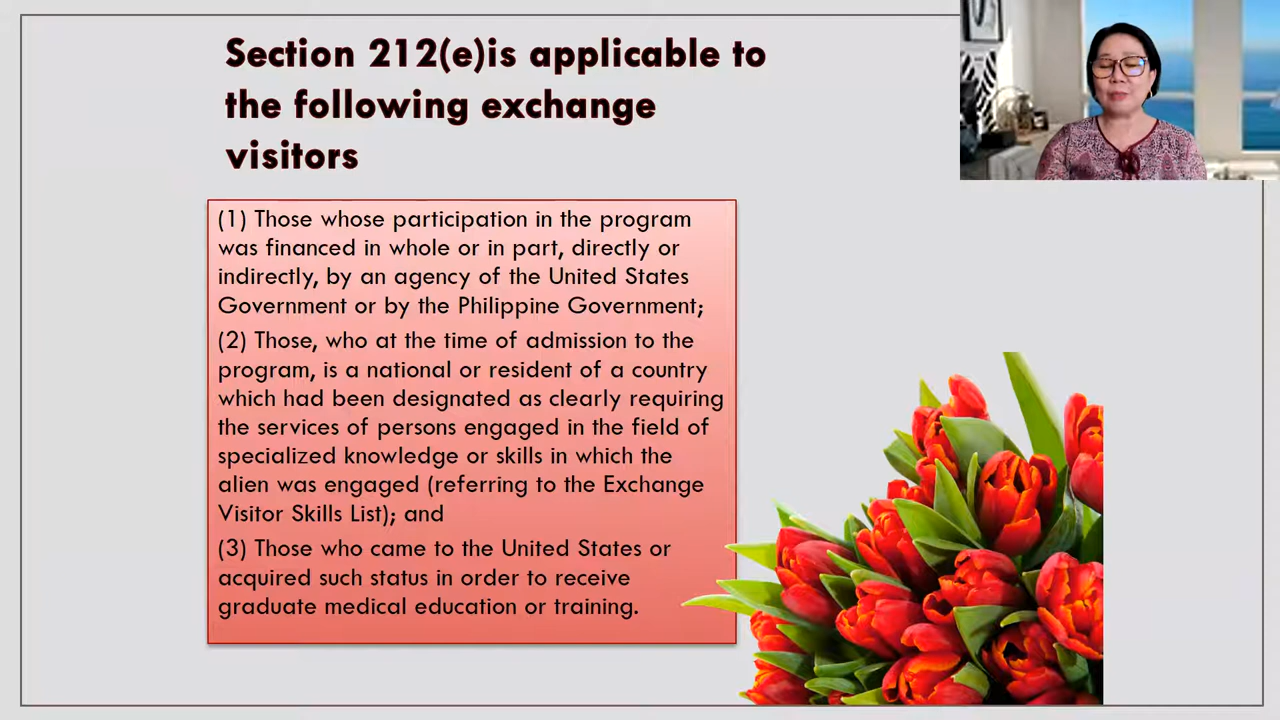 Section 212(e)is applicable to
the following exchange
visitors
(1) Those whose participation in the program
was financed in whole or in part, directly or
indirectly, by an agency of the United States
Government or by the Philippine Government;
(2) Those, who at the time of admission to the
program, is a national or resident of a country
which had been designated as clearly requiring
the services of persons engaged in the field of
specialized knowledge or skills in which the
alien was engaged (referring to the Exchange
Visitor Skills List); and
(3) Those who came to the United States or
acquired such status in order to receive
graduate medical education or training.